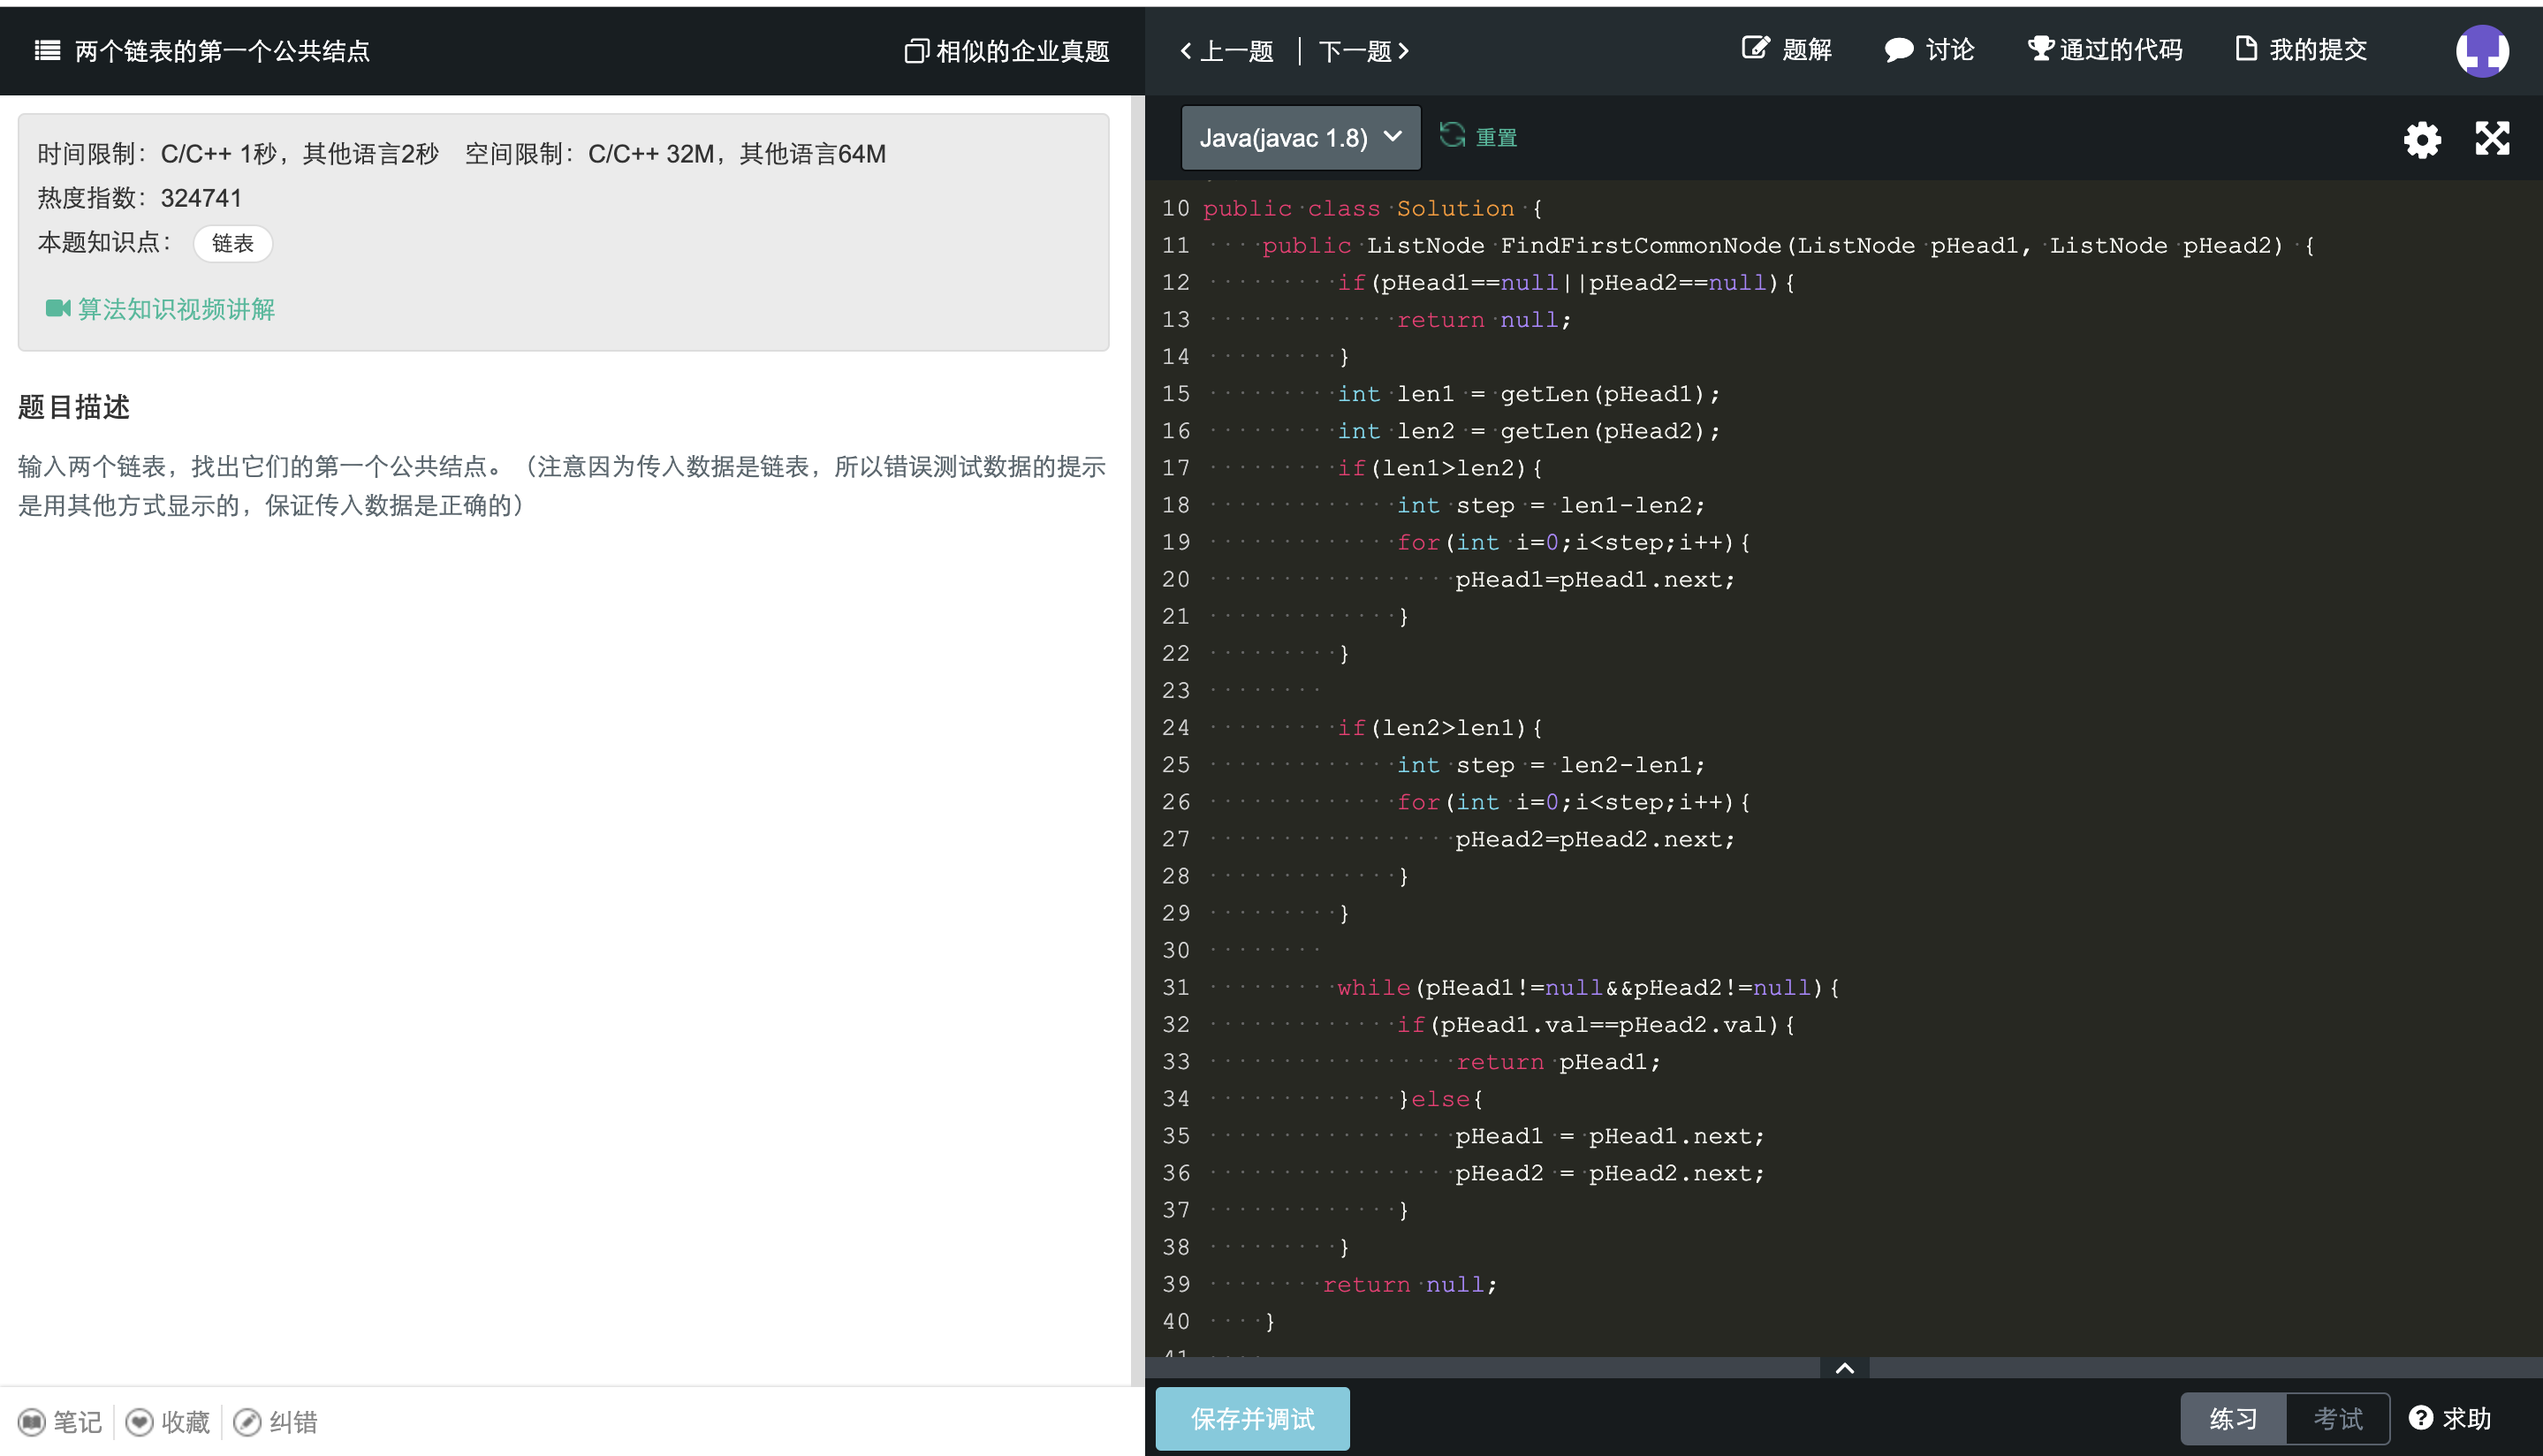 两个链表的第一个公共结点
相似的企业真题
上一题 | 下一题
题解
讨论
通过的代码
我的提交
时间限制：C/C++ 1秒，其他语言2秒 空间限制：C/C++ 32M，其他语言64M
热度指数：324741
本题知识点： 链表
算法知识视频讲解
题目描述
输入两个链表，找出它们的第一个公共结点。（注意因为传入数据是链表，所以错误测试数据的提示
是用其他方式显示的，保证传入数据是正确的）
笔记
收藏
纠错
Java(javac 1.8)
重置
10 public class Solution {
11     public ListNode FindFirstCommonNode(ListNode pHead1, ListNode pHead2) {
12         if(pHead1==null||pHead2==null){
13             return null;
14         }
15         int len1 = getLen(pHead1);
16         int len2 = getLen(pHead2);
17         if(len1>len2){
18             int step = len1-len2;
19             for(int i=0;i<step;i++){
20                 pHead1=pHead1.next;
21             }
22         }
23
24         if(len2>len1){
25             int step = len2-len1;
26             for(int i=0;i<step;i++){
27                 pHead2=pHead2.next;
28             }
29         }
30
31         while(pHead1!=null&&pHead2!=null){
32             if(pHead1.val==pHead2.val){
33                 return pHead1;
34             }else{
35                 pHead1 = pHead1.next;
36                 pHead2 = pHead2.next;
37             }
38         }
39        return null;
40     }
41
保存并调试
练习
考试
求助